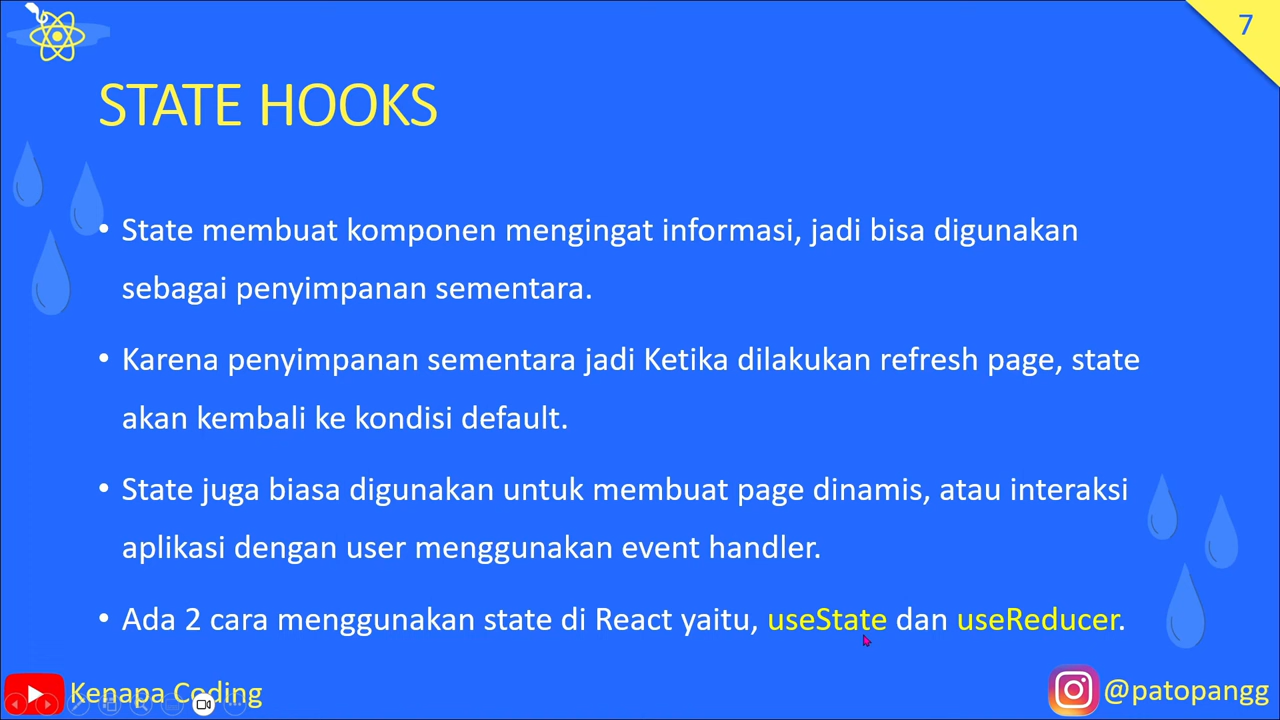 7
STATE HOOKS
• State membuat komponen mengingat informasi, jadi bisa digunakan
sebagai penyimpanan sementara.
• Karena penyimpanan sementara jadi Ketika dilakukan refresh page, state
akan kembali ke kondisi default.
• State juga biasa digunakan untuk membuat page dinamis, atau interaksi
aplikasi dengan user menggunakan event handler.
• Ada 2 cara menggunakan state di React yaitu, useState dan useReducer.
Kenapa Coding
@patopangg